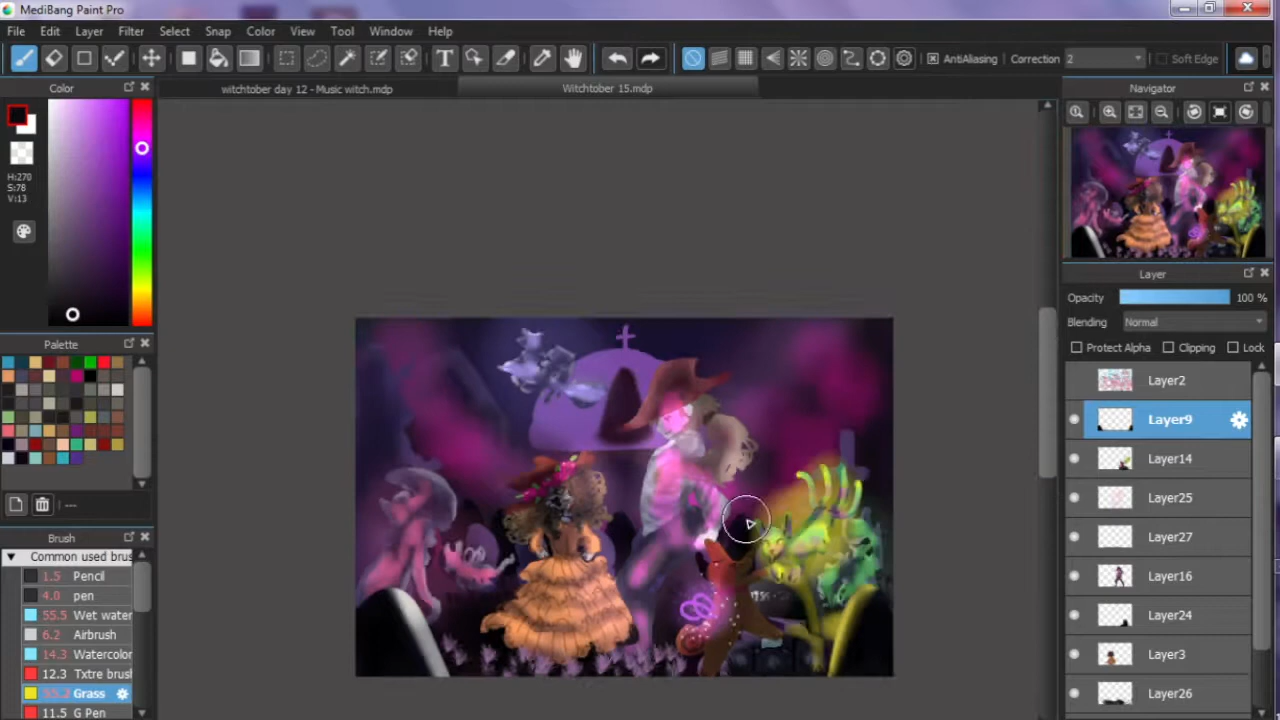 MediBang Paint Pro
File Edit Layer Filter Select Snap Color View Tool Window Help
T AntiAliasing Correction 2 Soft Edge
Color
witchtober day 12 - Music witch.mdp Witchtober 15.mdp
Navigator
H:270
S:78
V:13
Layer
Opacity 100 %
Blending Normal
Protect Alpha Clipping Lock
Palette
Layer2
Layer9
Layer14
Layer25
Layer27
Layer16
Layer24
Layer3
Layer26
---
Brush
Common used brus
1.5 Pencil
4.0 pen
55.5 Wet water
6.2 Airbrush
14.3 Watercolor
12.3 Txtre brush
Grass
11.5 G Pen